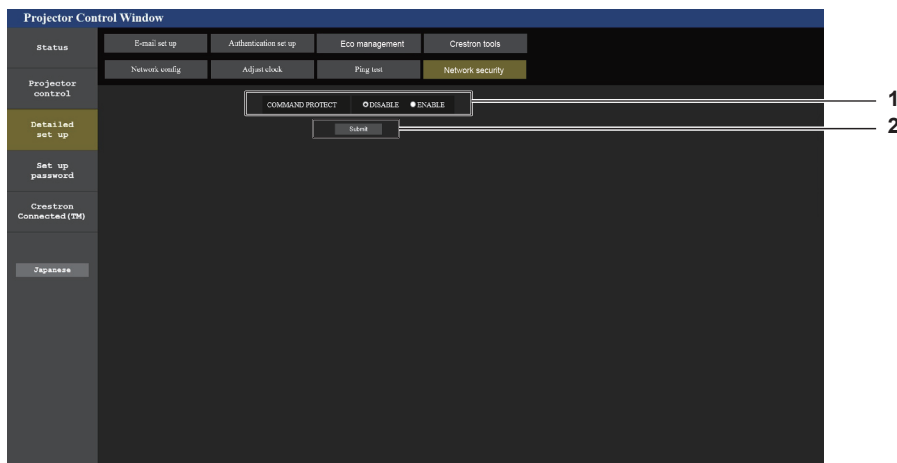 Projector Control Window
Status
E-mail set up
Authentication set up
Eco management
Crestron tools
Network config
Adjust clock
Ping test
Network security
Projector
control
COMMAND PROTECT
DISABLE
ENABLE
1
Submit
2
Detailed
set up
Set up
password
Crestron
Connected(TM)
Japanese